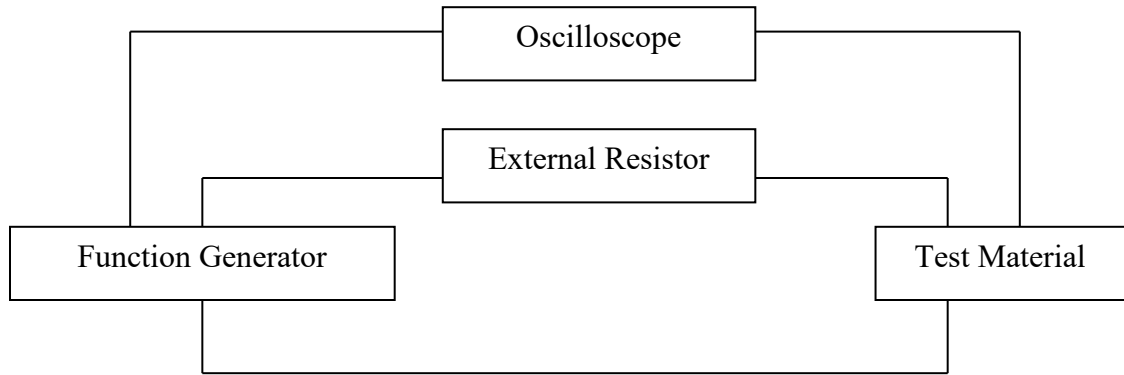 Oscilloscope
External Resistor
Function Generator
Test Material